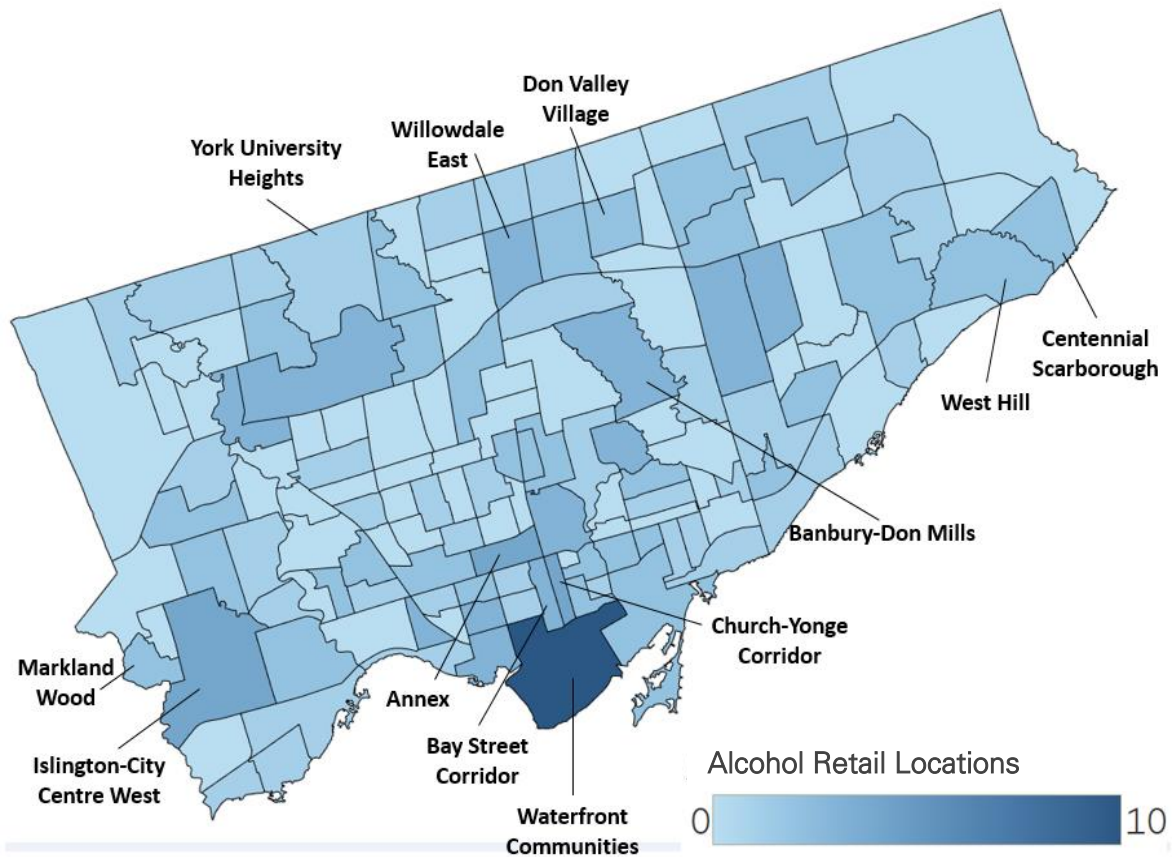 Don Valley
Village
Willowdale
East
York University
Heights
Centennial
Scarborough
West Hill
Banbury-Don Mills
Church-Yonge
Corridor
Markland
Wood
Annex
Bay Street
Corridor
Islington-City
Centre West
Waterfront
Communities
Alcohol Retail Locations
0
10